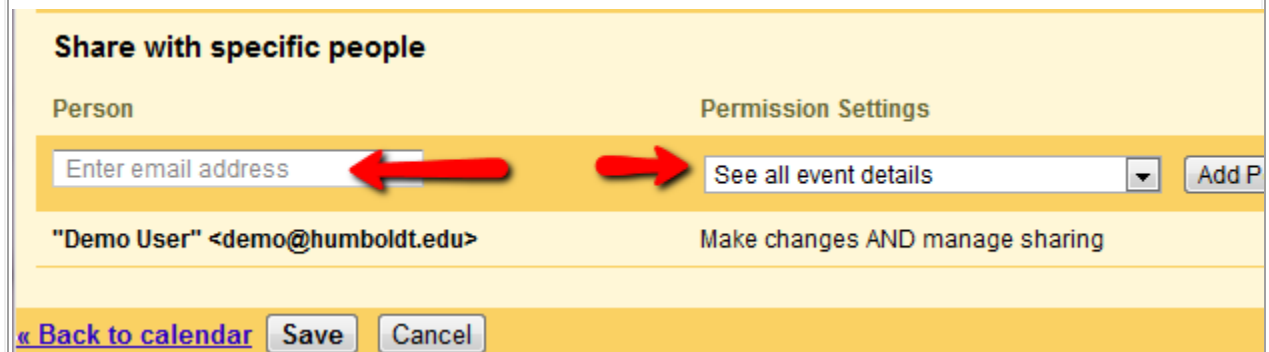 Share with specific people
Person Permission Settings
Enter email address See all event details Add P
"Demo User" <demo@humboldt.edu> Make changes AND manage sharing
« Back to calendar Save Cancel